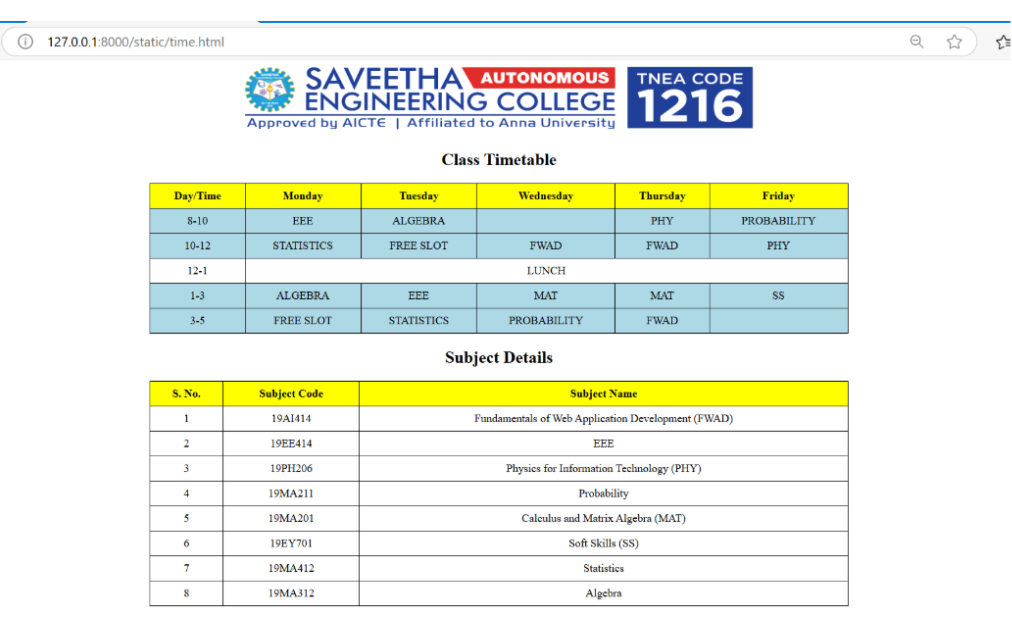 127.0.0.1:8000/static/time.html
SAVEETHA AUTONOMOUS
ENGINEERING COLLEGE
Approved by AICTE | Affiliated to Anna University
TNEA CODE
1216
Class Timetable
Day/Time Monday Tuesday Wednesday Thursday Friday
8-10 EEE ALGEBRA PHY PROBABILITY
10-12 STATISTICS FREE SLOT FWAD FWAD PHY
12-1 LUNCH
1-3 ALGEBRA EEE MAT MAT SS
3-5 FREE SLOT STATISTICS PROBABILITY FWAD
Subject Details
S. No. Subject Code Subject Name
1 19AI414 Fundamentals of Web Application Development (FWAD)
2 19EE414 EEE
3 19PH206 Physics for Information Technology (PHY)
4 19MA211 Probability
5 19MA201 Calculus and Matrix Algebra (MAT)
6 19EY701 Soft Skills (SS)
7 19MA412 Statistics
8 19MA312 Algebra